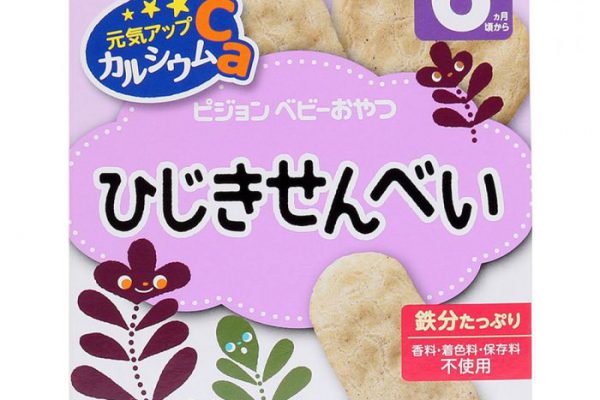 元気アップ
カルシウム
Ca
6
ヵ月
頃から
ピジョン ベビーおやつ
ひじきせんべい
鉄分たっぷり
香料・着色料・保存料
不使用